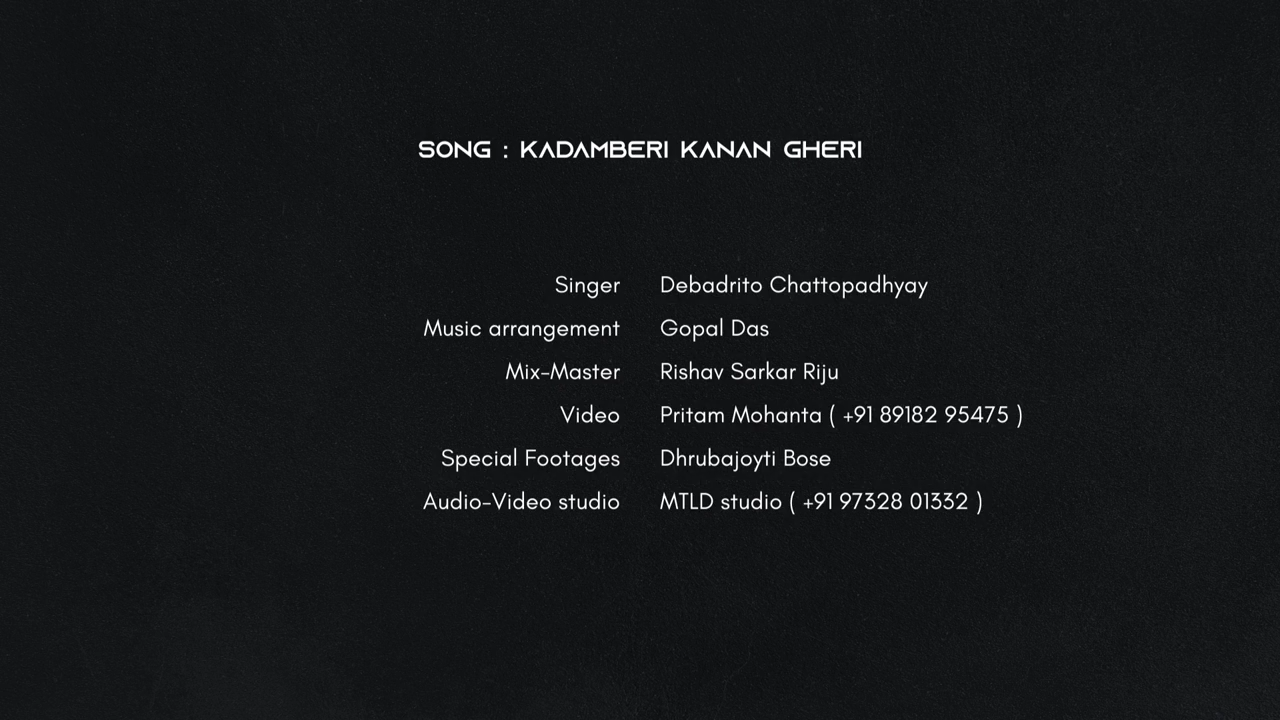 SONG : KADAMBERI KANAN GHERI
Singer Debadrito Chattopadhyay
Music arrangement Gopal Das
Mix-Master Rishav Sarkar Riju
Video Pritam Mohanta ( +91 89182 95475 )
Special Footages Dhrubajoyti Bose
Audio-Video studio MTLD studio ( +91 97328 01332 )